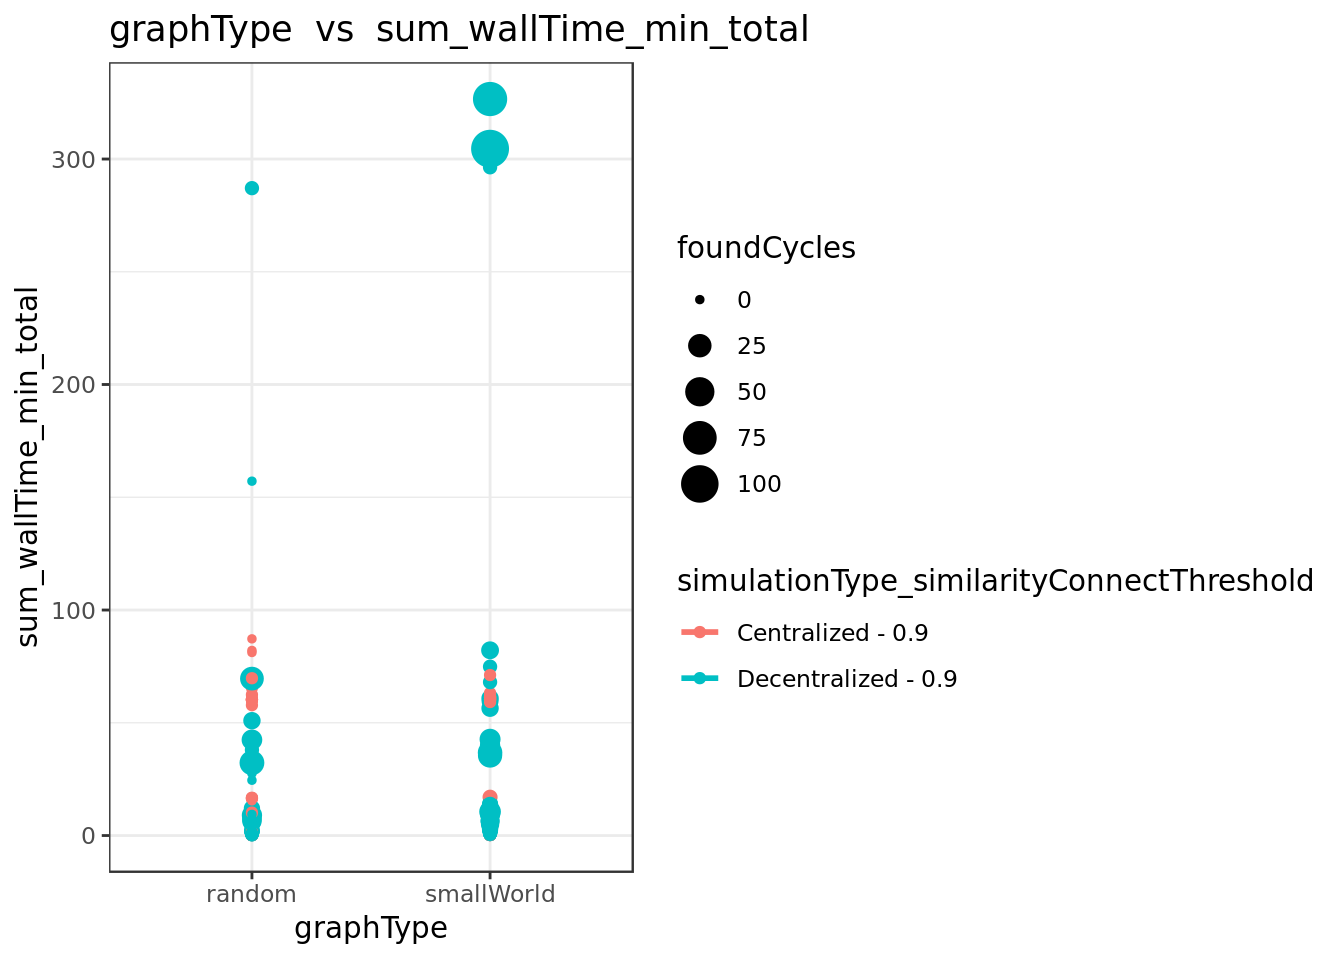 graphType  vs  sum_wallTime_min_total
sum_wallTime_min_total
300
200
100
0
random
smallWorld
graphType
foundCycles
0
25
50
75
100
simulationType_similarityConnectThreshold
Centralized - 0.9
Decentralized - 0.9